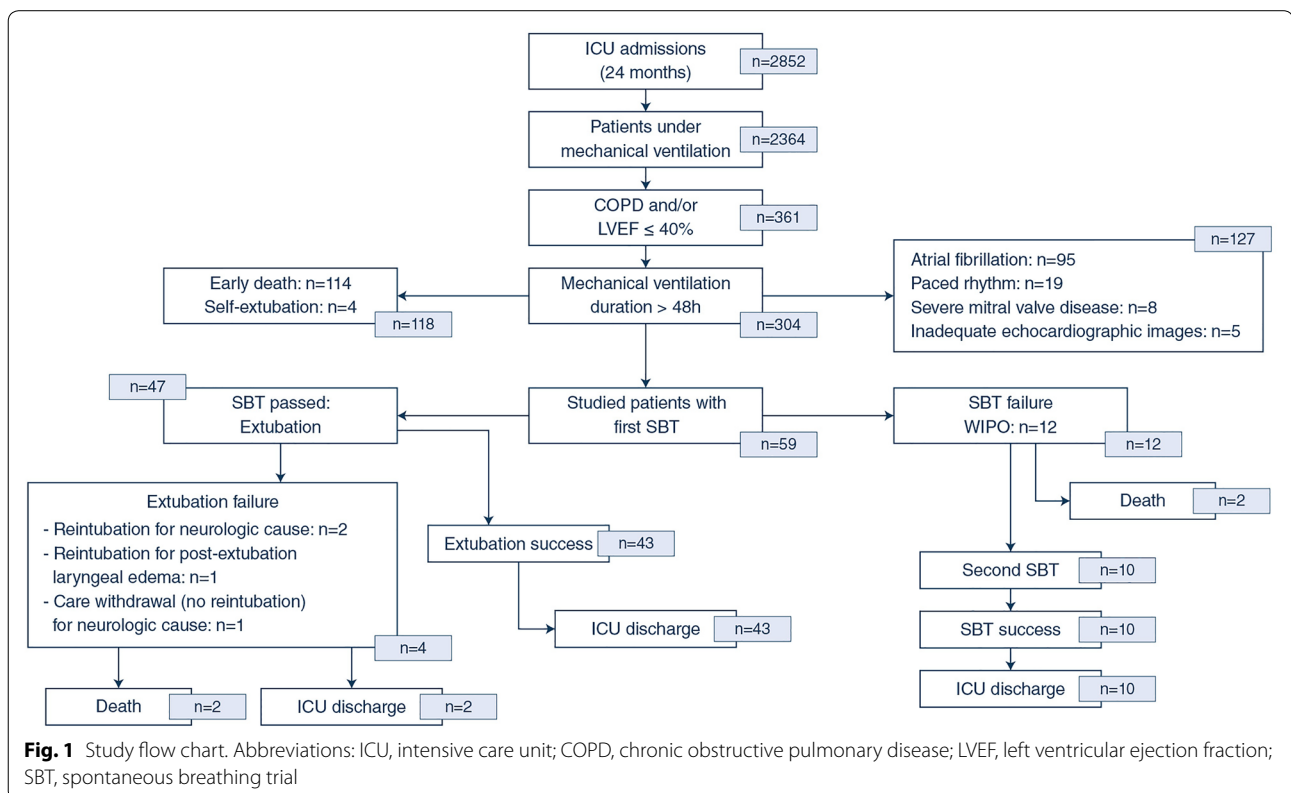 ICU admissions
(24 months)
n=2852
Patients under
mechanical ventilation
n=2364
COPD and/or
LVEF ≤ 40%
n=361
Mechanical ventilation
duration > 48h
n=304
Early death: n=114
Self-extubation: n=4
n=118
n=127
Atrial fibrillation: n=95
Paced rhythm: n=19
Severe mitral valve disease: n=8
Inadequate echocardiographic images: n=5
Studied patients with
first SBT
n=59
n=47
SBT passed:
Extubation
SBT failure
WIPO: n=12
n=12
Extubation failure
- Reintubation for neurologic cause: n=2
- Reintubation for post-extubation
laryngeal edema: n=1
- Care withdrawal (no reintubation)
for neurologic cause: n=1
n=4
Death
n=2
ICU discharge
n=2
Extubation success
n=43
ICU discharge
n=43
Death
n=2
Second SBT
n=10
SBT success
n=10
ICU discharge
n=10
Fig. 1 Study flow chart. Abbreviations: ICU, intensive care unit; COPD, chronic obstructive pulmonary disease; LVEF, left ventricular ejection fraction;
SBT, spontaneous breathing trial